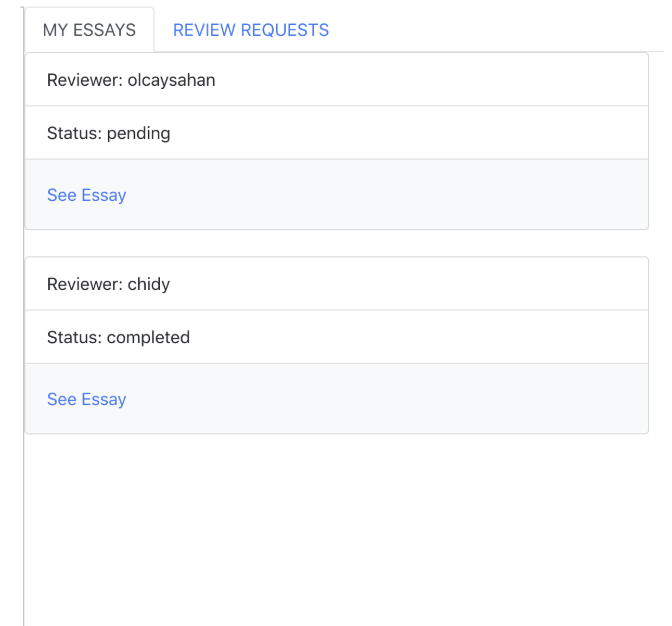 MY ESSAYS REVIEW REQUESTS
Reviewer: olcaysahan
Status: pending
See Essay
Reviewer: chidy
Status: completed
See Essay